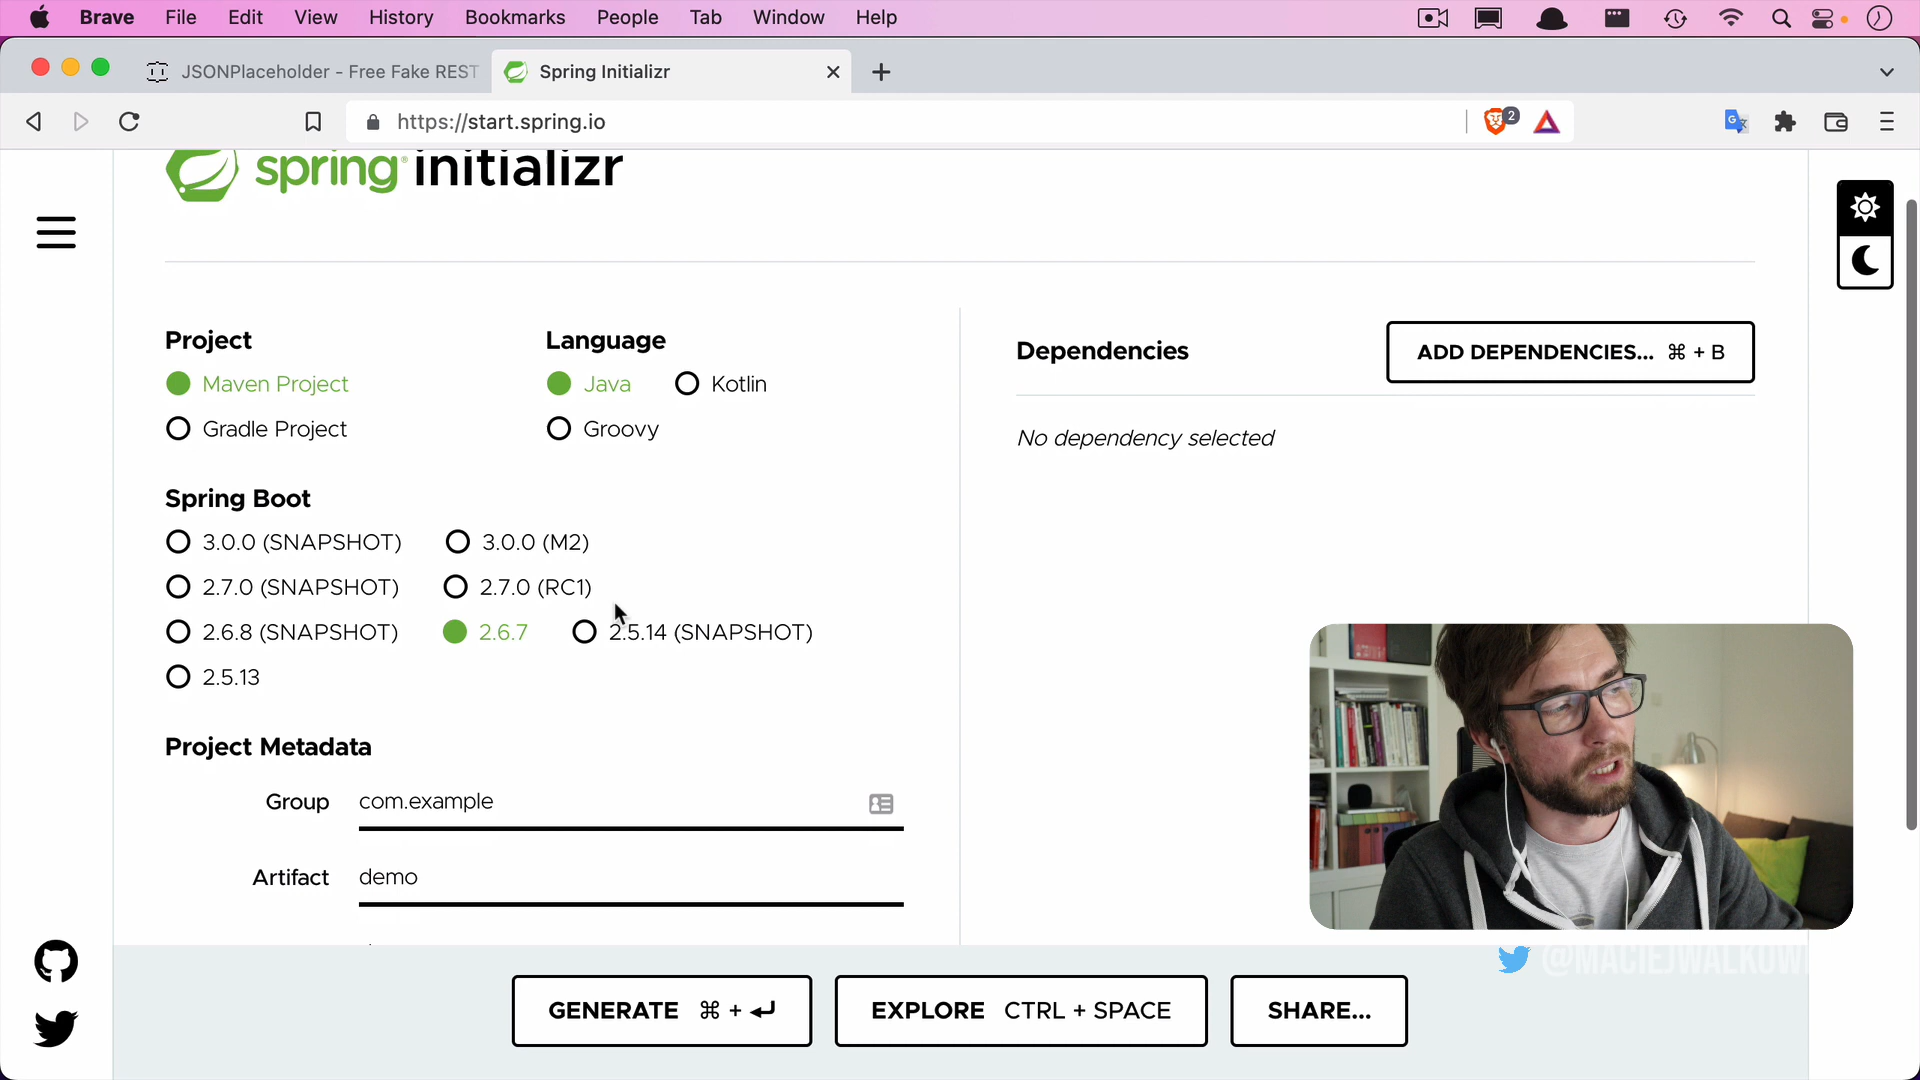 Brave File Edit View History Bookmarks People Tab Window Help
JSONPlaceholder - Free Fake REST
Spring Initializr
https://start.spring.io
2
spring initializr
Project
Language
Maven Project
Java
Kotlin
Gradle Project
Groovy
Spring Boot
3.0.0 (SNAPSHOT)
3.0.0 (M2)
2.7.0 (SNAPSHOT)
2.7.0 (RC1)
2.6.8 (SNAPSHOT)
2.6.7
2.5.14 (SNAPSHOT)
2.5.13
Project Metadata
Group
com.example
Artifact
demo
Dependencies
ADD DEPENDENCIES... ⌘ + B
No dependency selected
GENERATE ⌘ + ⏎
EXPLORE CTRL + SPACE
SHARE...